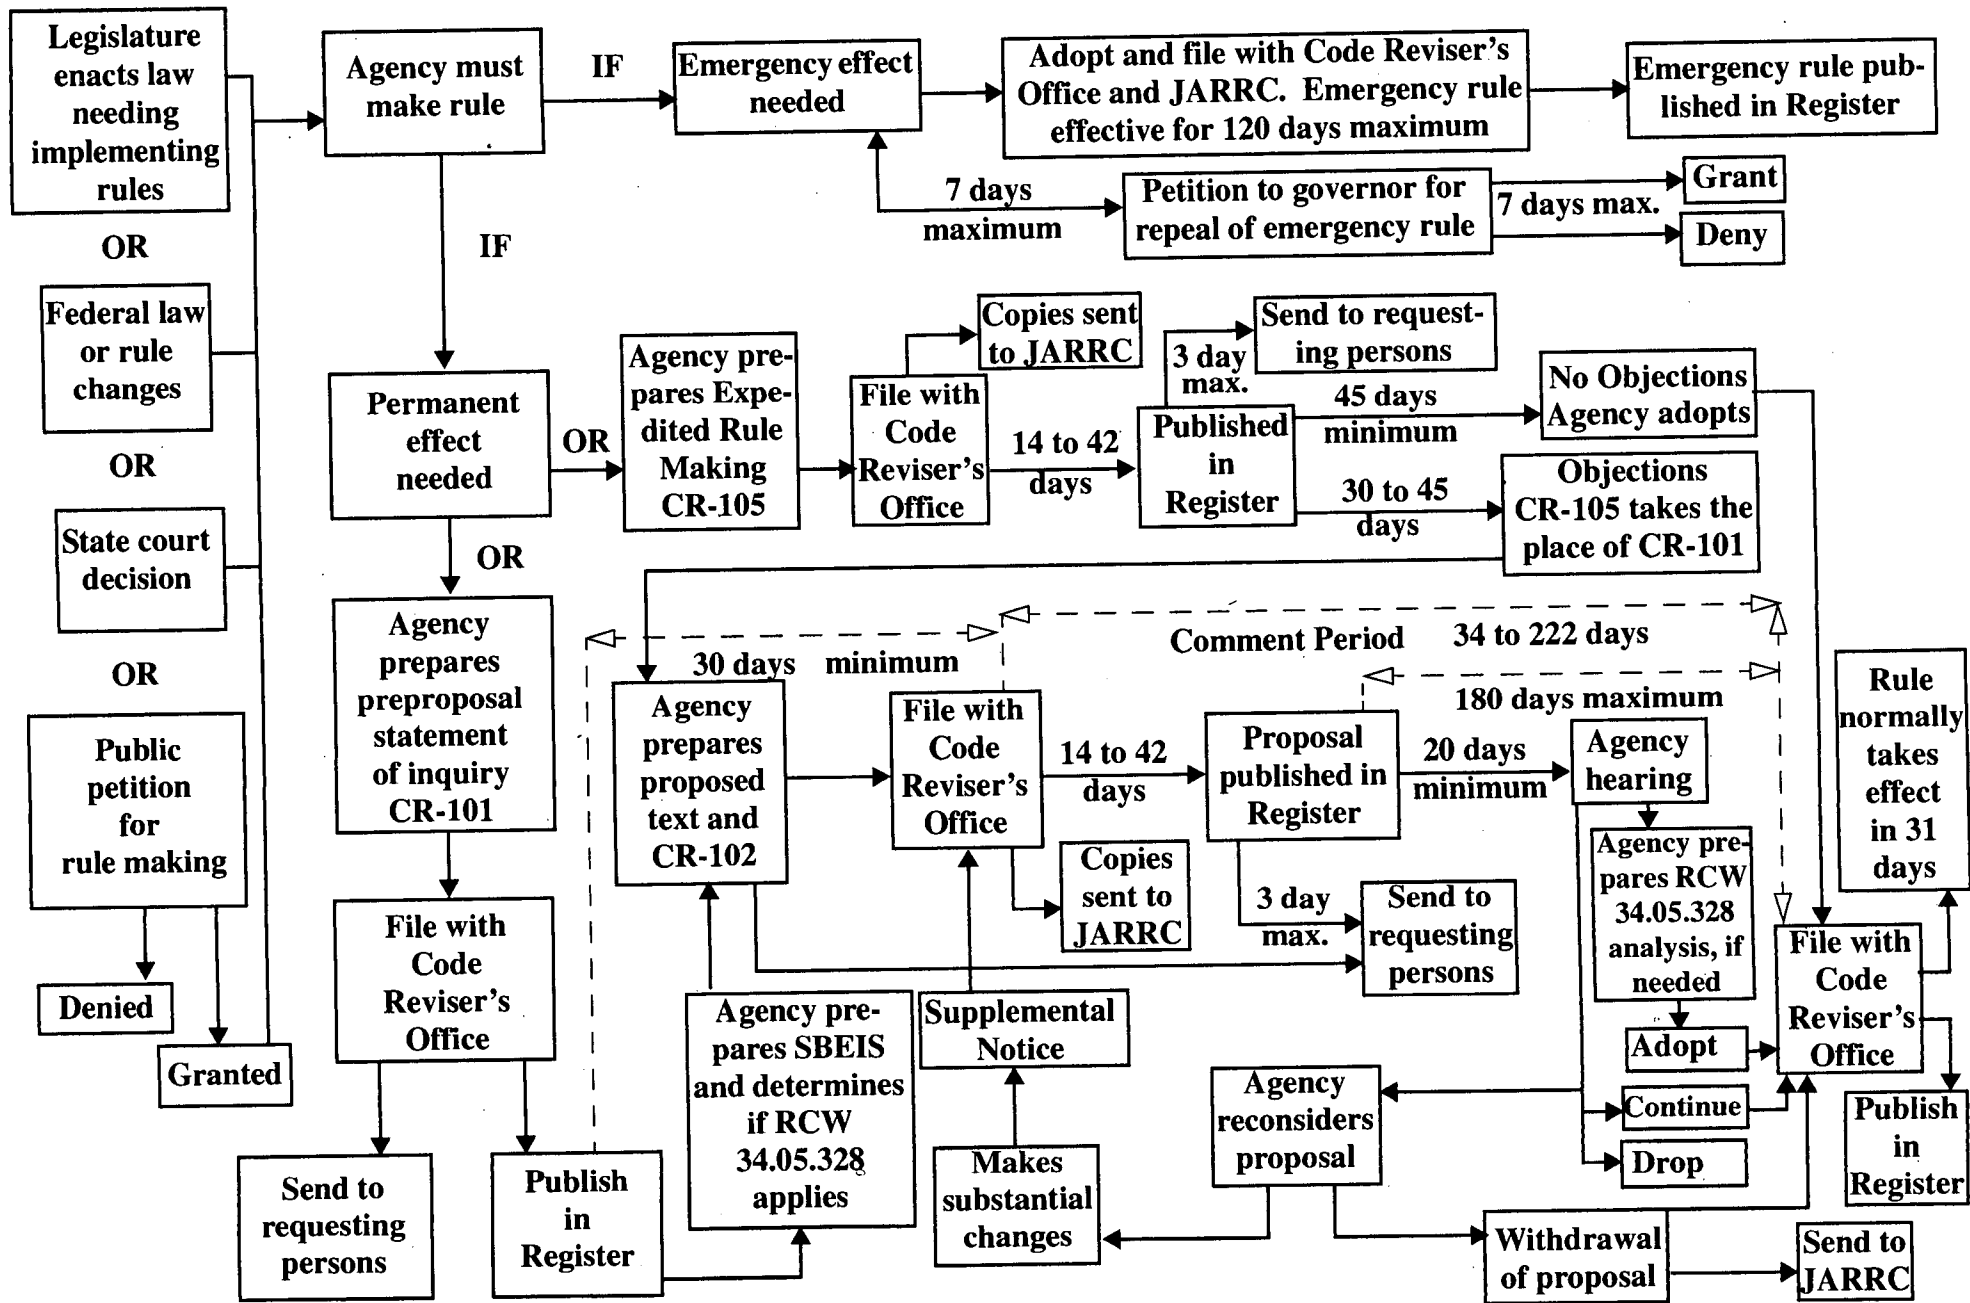 Legislature
enacts law
needing
implementing
rules
OR
Federal law
or rule
changes
OR
State court
decision
OR
Public
petition
for
rule making
Denied
Granted
Agency must
make rule
IF
Emergency effect
needed
Adopt and file with Code Reviser's
Office and JARRC. Emergency rule
effective for 120 days maximum
Emergency rule pub-
lished in Register
7 days
maximum
Petition to governor for
repeal of emergency rule
7 days max.
Grant
Deny
IF
Permanent
effect
needed
OR
Agency pre-
pares Expe-
dited Rule
Making
CR-105
File with
Code
Reviser's
Office
Copies sent
to JARRC
14 to 42
days
Published
in
Register
3 day
max.
Send to request-
ing persons
45 days
minimum
No Objections
Agency adopts
30 to 45
days
Objections
CR-105 takes the
place of CR-101
OR
Agency
prepares
preproposal
statement
of inquiry
CR-101
File with
Code
Reviser's
Office
Send to
requesting
persons
Publish
in
Register
30 days minimum
Agency
prepares
proposed
text and
CR-102
Agency pre-
pares SBEIS
and determines
if RCW
34.05.328
applies
File with
Code
Reviser's
Office
Comment Period 34 to 222 days
180 days maximum
14 to 42
days
Copies
sent to
JARRC
Supplemental
Notice
Makes
substantial
changes
Proposal
published in
Register
3 day
max.
Send to
requesting
persons
20 days
minimum
Agency
hearing
Agency pre-
pares RCW
34.05.328
analysis, if
needed
Adopt
Continue
Drop
Agency
reconsiders
proposal
Withdrawal
of proposal
Send to
JARRC
File with
Code
Reviser's
Office
Rule
normally
takes
effect
in 31
days
Publish
in
Register